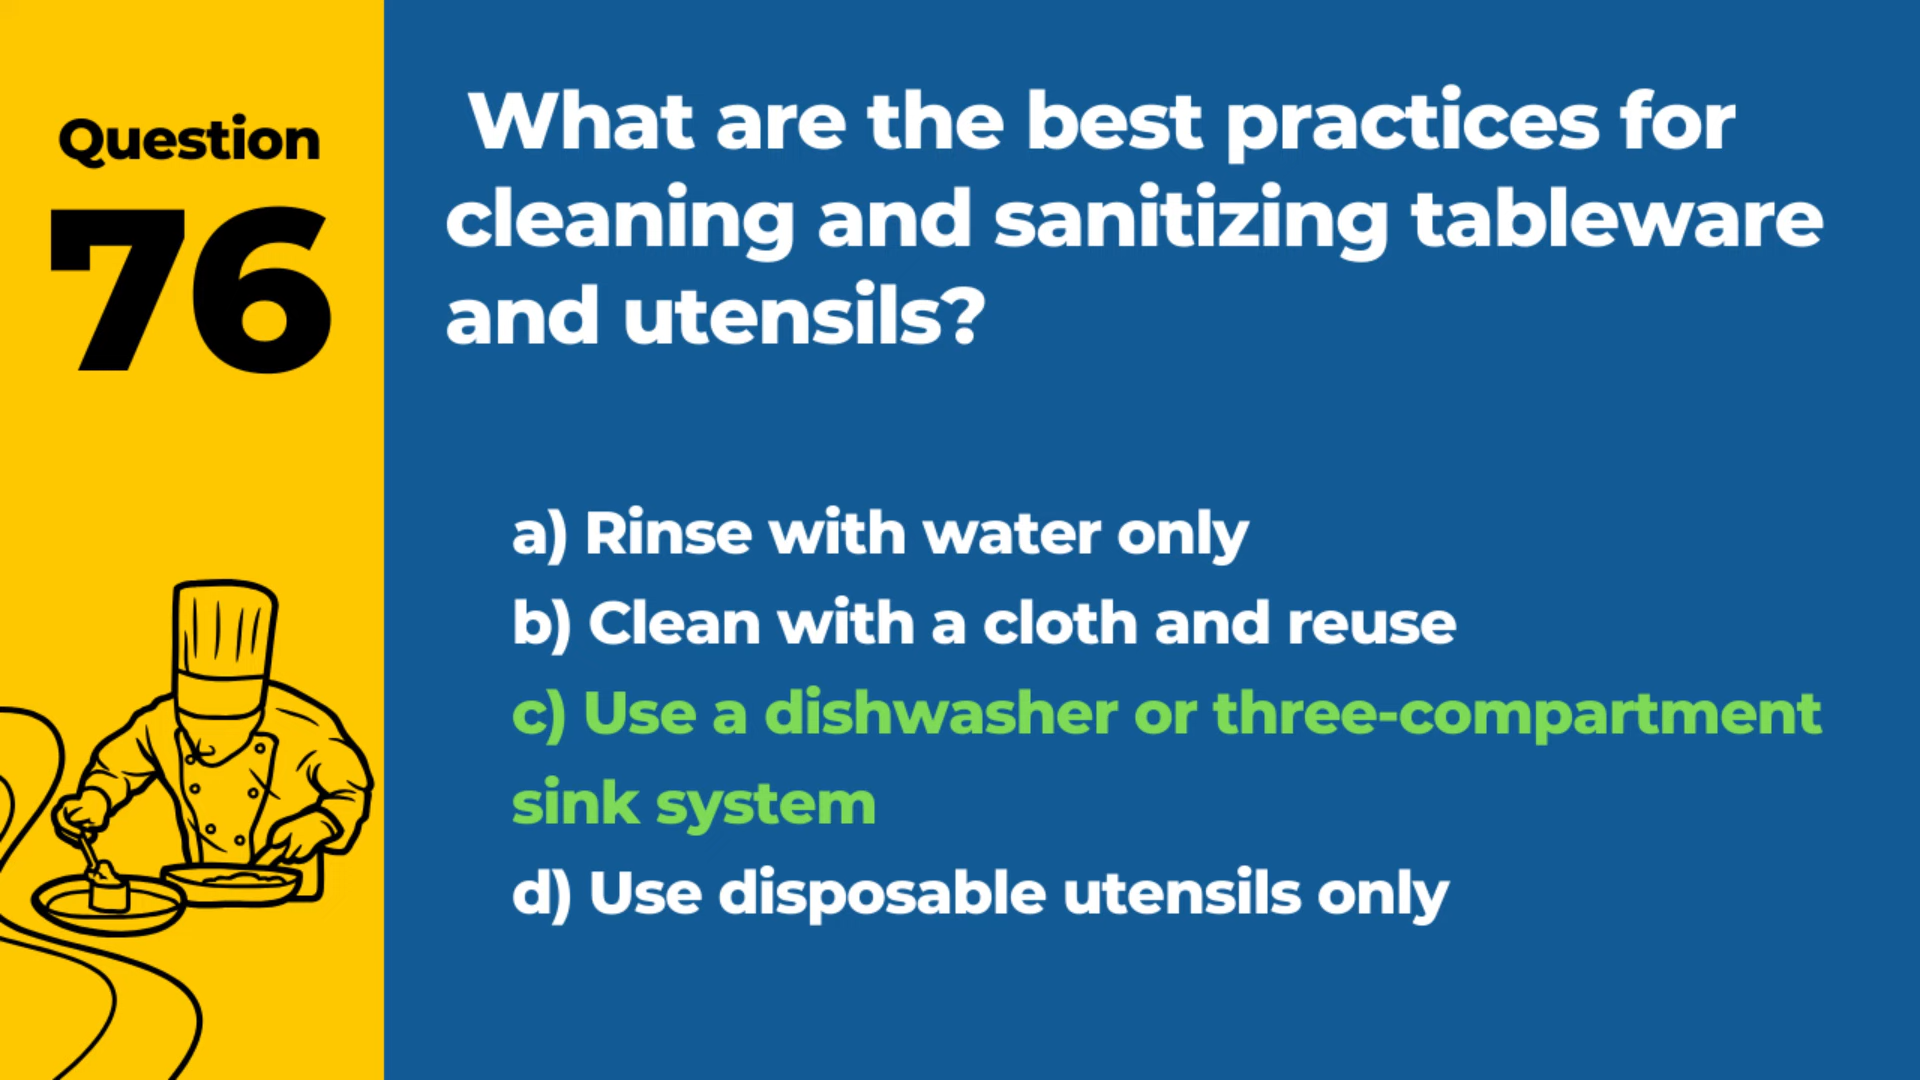 Question
76
What are the best practices for
cleaning and sanitizing tableware
and utensils?
a) Rinse with water only
b) Clean with a cloth and reuse
c) Use a dishwasher or three-compartment
sink system
d) Use disposable utensils only